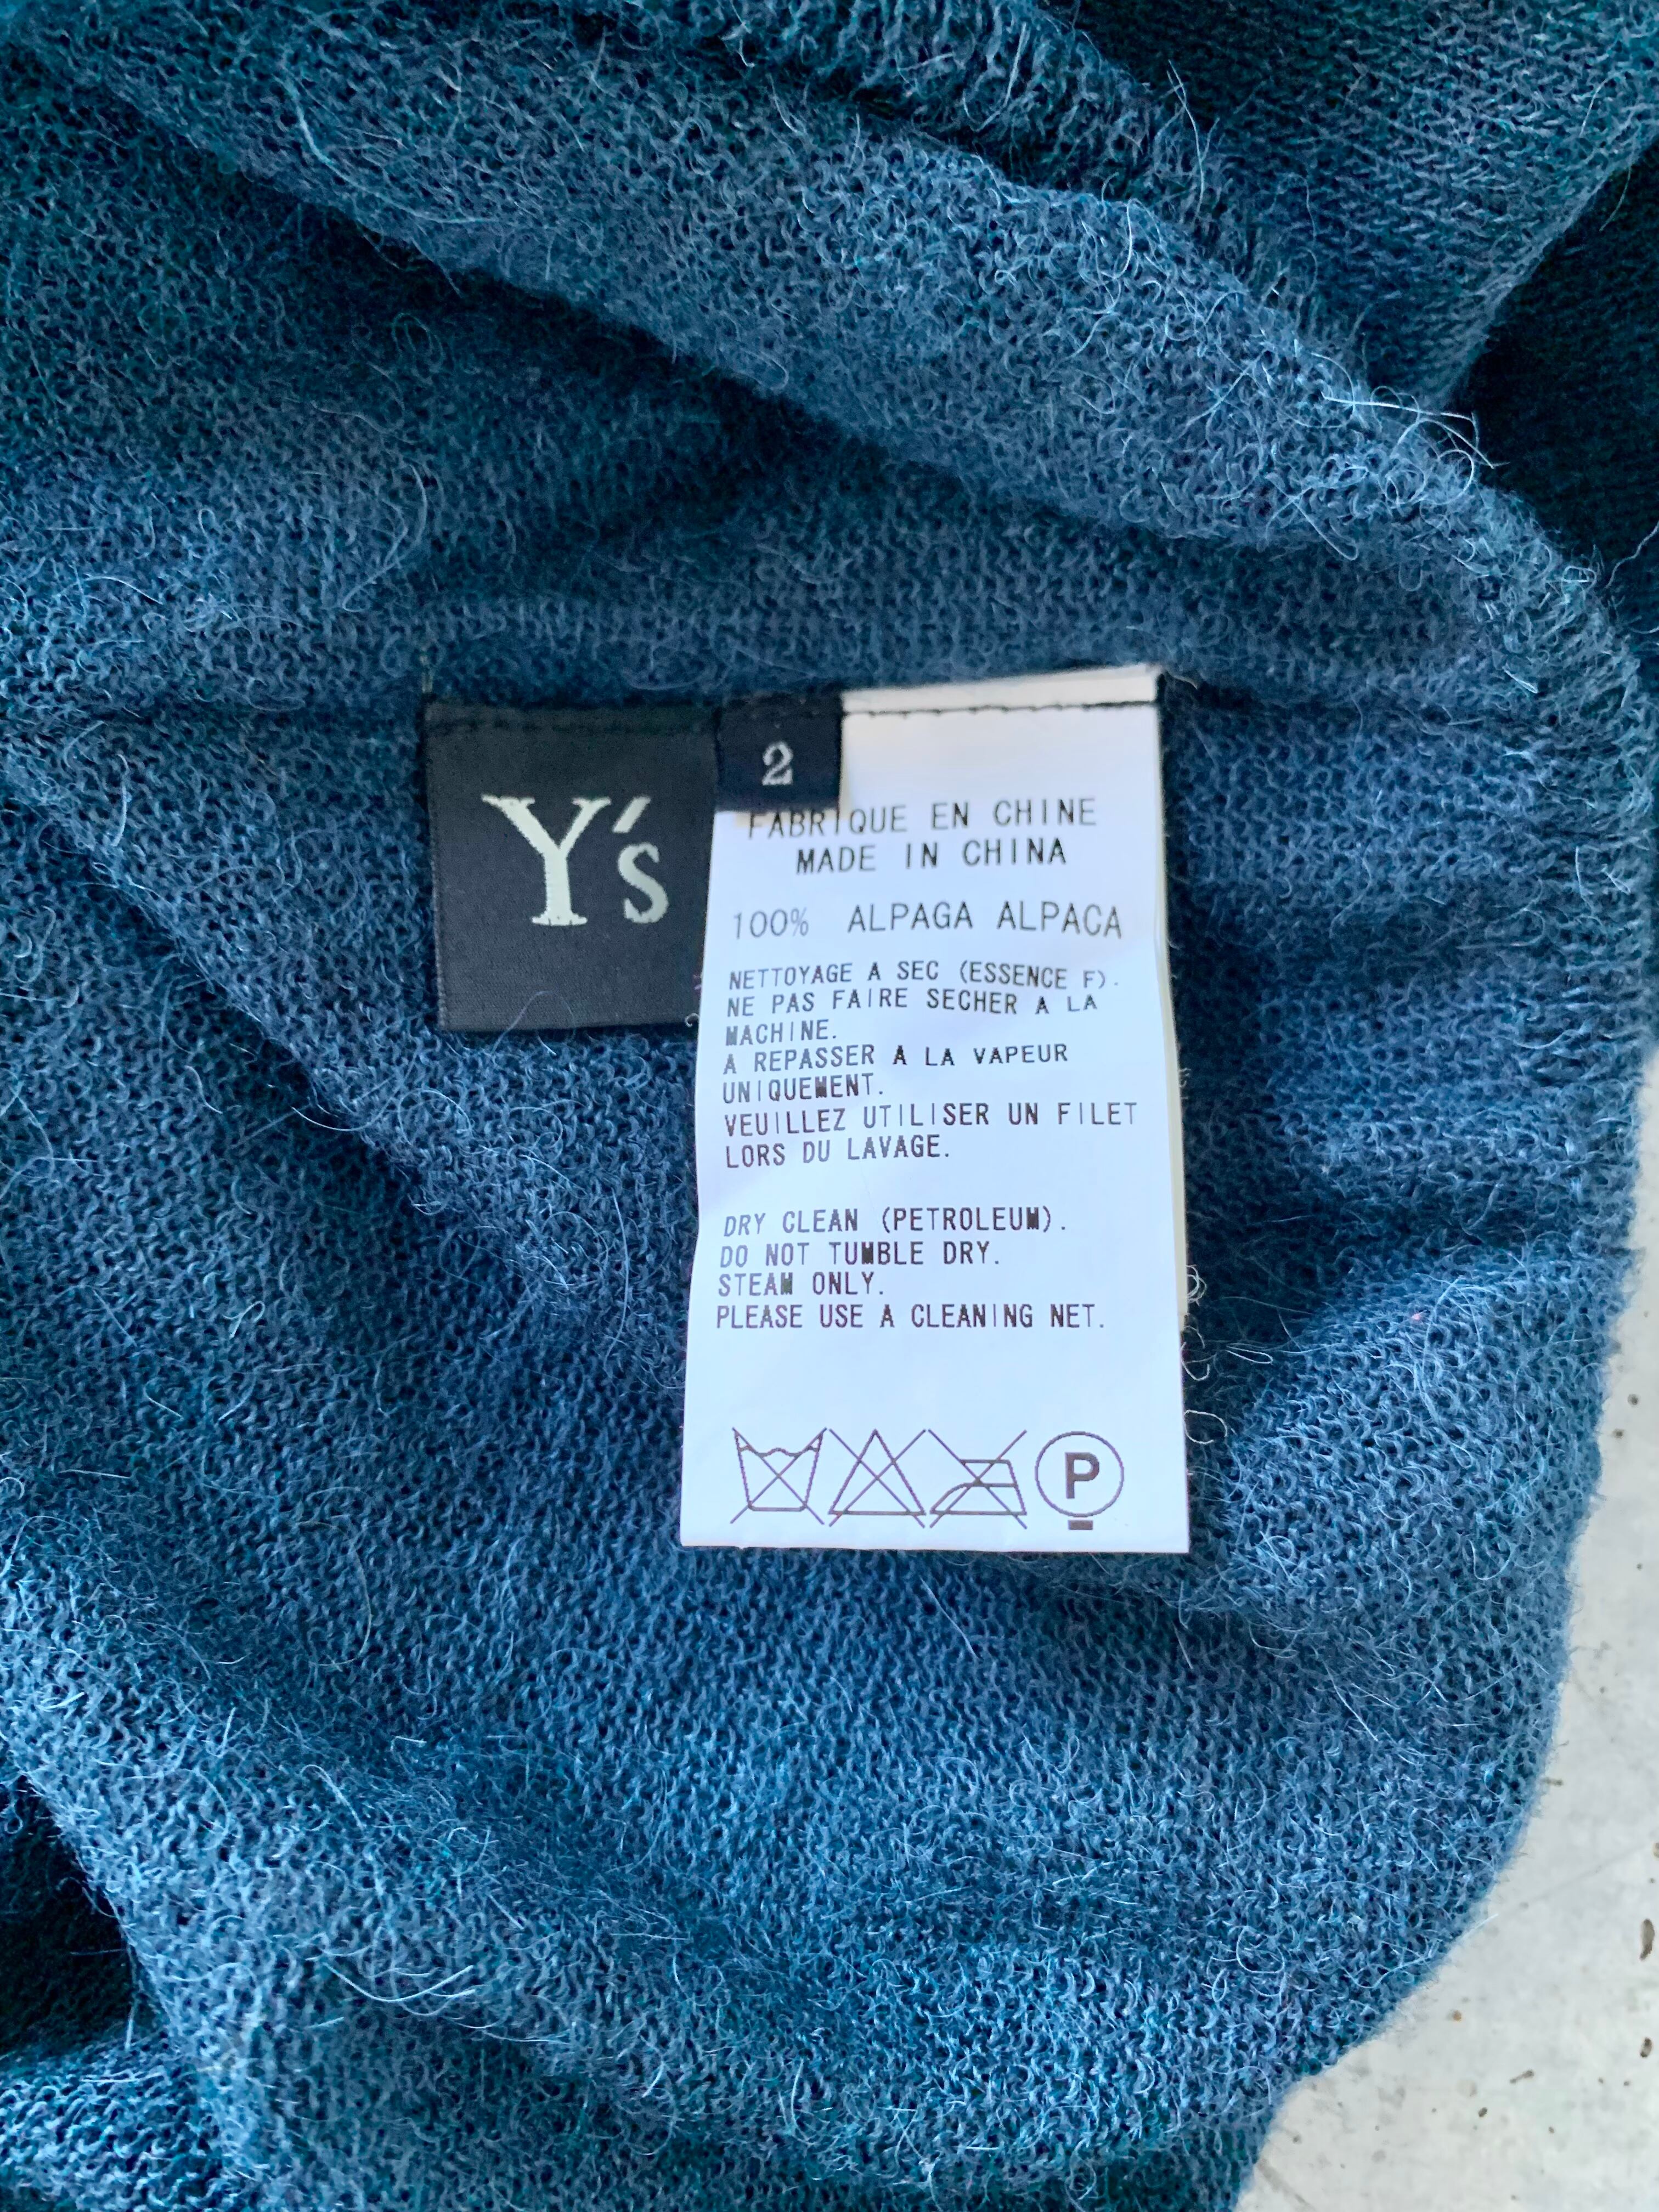 Y's
2
FABRIQUE EN CHINE
MADE IN CHINA
100% ALPAGA ALPACA
NETTOYAGE A SEC (ESSENCE F).
NE PAS FAIRE SECHER A LA
MACHINE.
A REPASSER A LA VAPEUR
UNIQUEMENT.
VEUILLEZ UTILISER UN FILET
LORS DU LAVAGE.
DRY CLEAN (PETROLEUM).
DO NOT TUMBLE DRY.
STEAM ONLY.
PLEASE USE A CLEANING NET.
P